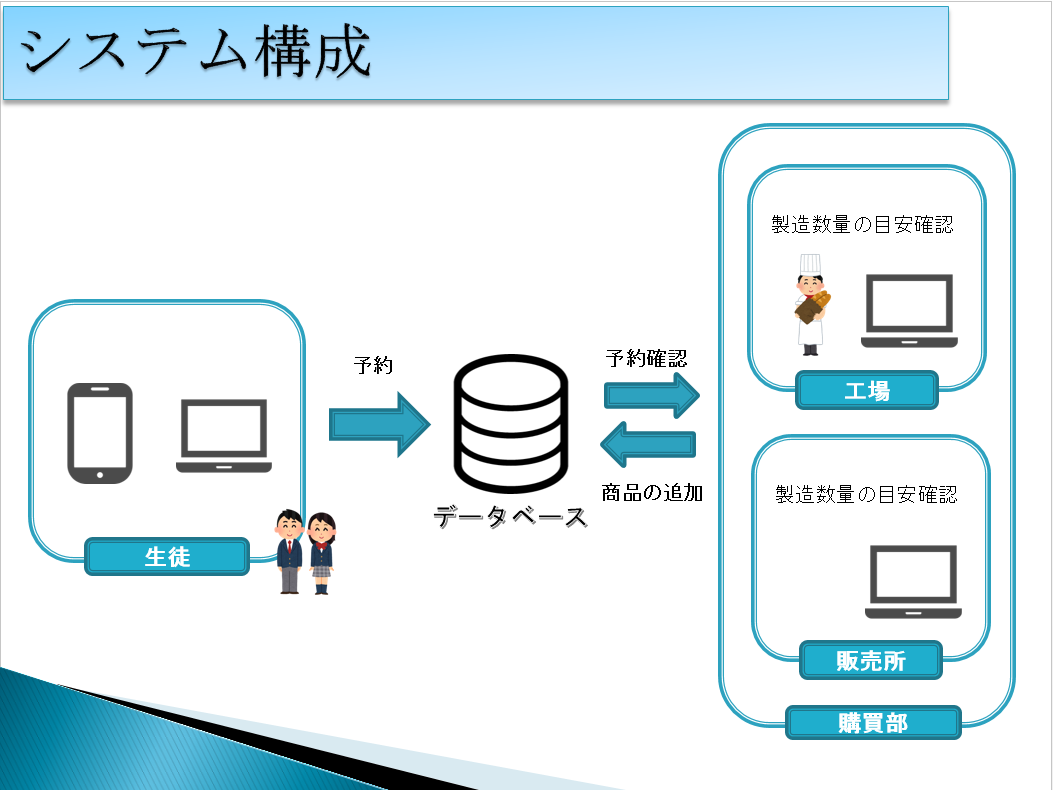 システム構成
製造数量の目安確認
工場
予約
予約確認
商品の追加
データベース
製造数量の目安確認
生徒
販売所
購買部